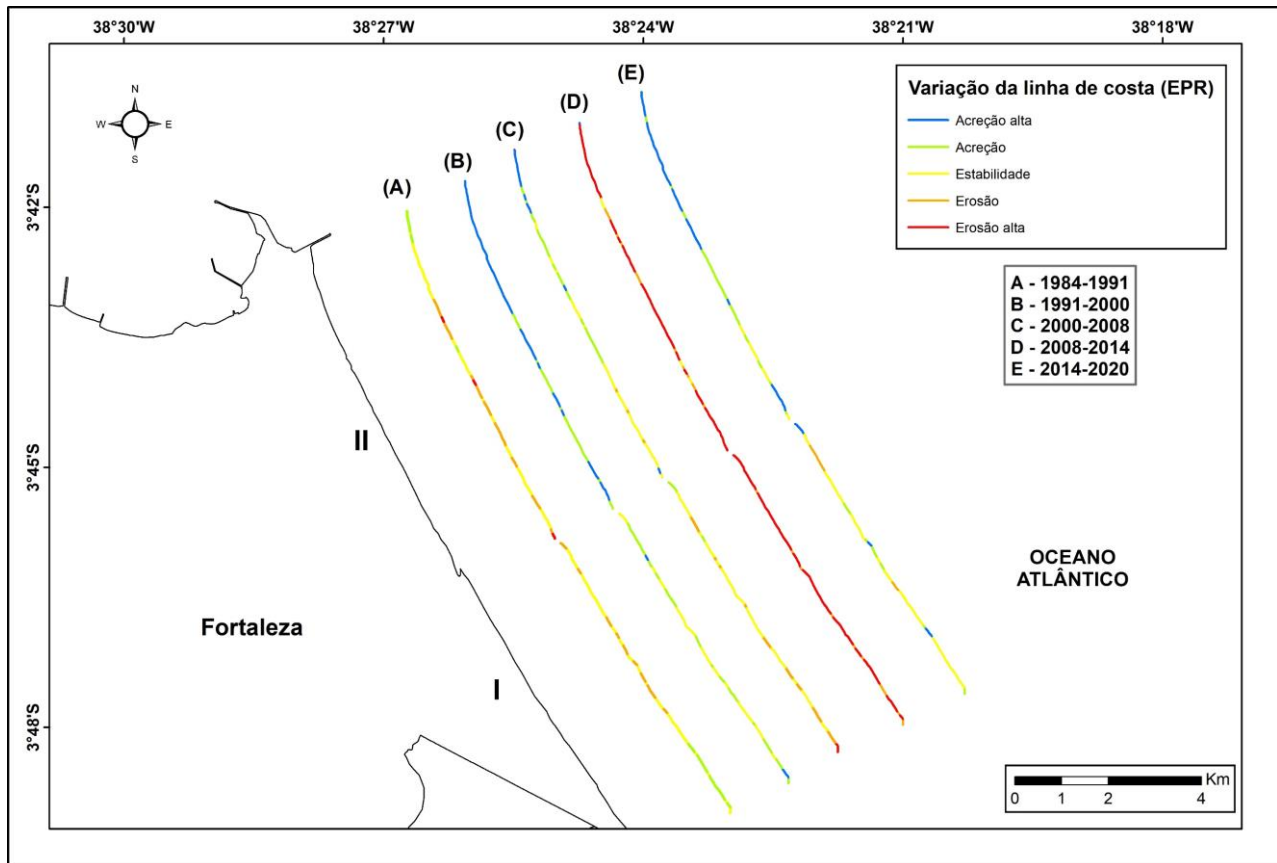 38°30'W 38°27'W 38°24'W 38°21'W 38°18'W
N
W E
S
(E)
(D)
(C)
(B)
(A)
Variação da linha de costa (EPR)
Acreção alta
Acreção
Estabilidade
Erosão
Erosão alta
3°42'S
A - 1984-1991
B - 1991-2000
C - 2000-2008
D - 2008-2014
E - 2014-2020
II
3°45'S
OCEANO
ATLÂNTICO
Fortaleza
I
3°48'S
Km
0 1 2 4